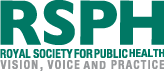 RSPH
ROYAL SOCIETY FOR PUBLIC HEALTH
VISION, VOICE AND PRACTICE